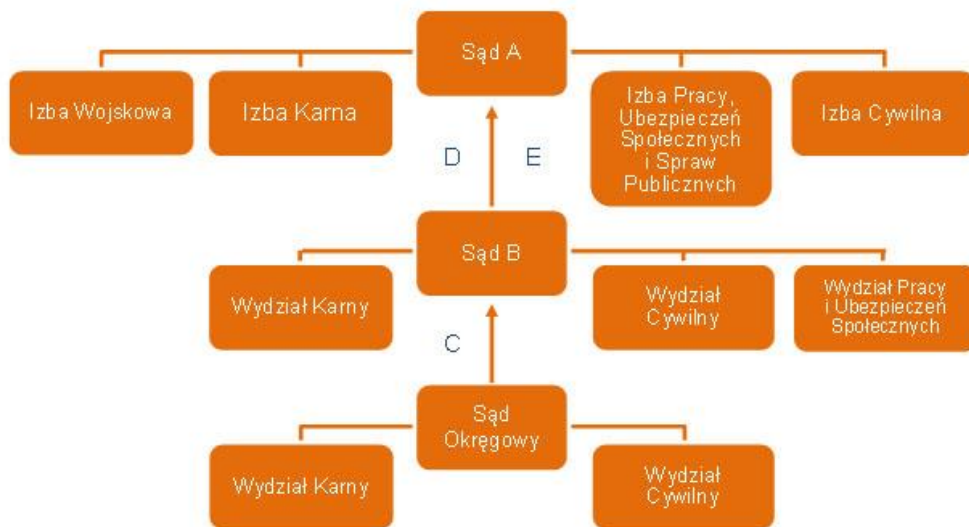 Sąd A
Izba Wojskowa
Izba Karna
Izba Pracy,
Ubezpieczeń
Społecznych
i Spraw
Publicznych
Izba Cywilna
D
E
Sąd B
Wydział Karny
Wydział
Cywilny
Wydział Pracy
i Ubezpieczeń
Społecznych
C
Sąd
Okręgowy
Wydział Karny
Wydział
Cywilny